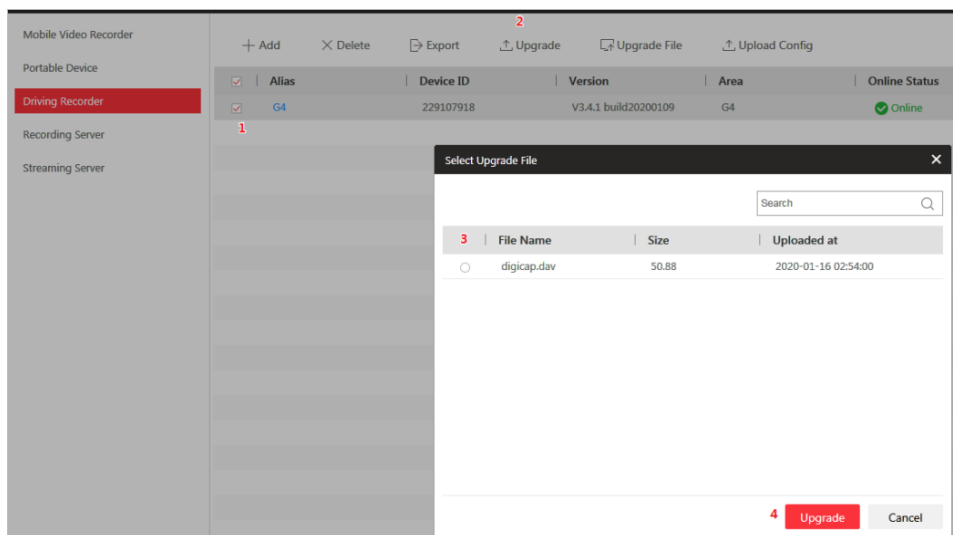 2
Mobile Video Recorder
Add Delete Export Upgrade Upgrade File Upload Config
Portable Device
Alias Device ID Version Area Online Status
Driving Recorder
G4 229107918 V3.4.1 build20200109 G4 Online
1
Recording Server
Streaming Server
Select Upgrade File
Search
3 File Name Size Uploaded at
digicap.dav 50.88 2020-01-16 02:54:00
4 Upgrade Cancel